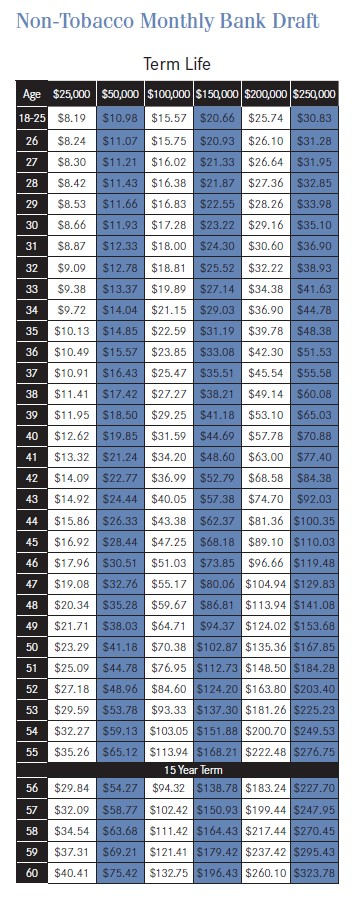 Non-Tobacco Monthly Bank Draft
Term Life
Age $25,000 $50,000 $100,000 $150,000 $200,000 $250,000
18-25 $8.19 $10.98 $15.57 $20.66 $25.74 $30.83
26 $8.24 $11.07 $15.75 $20.93 $26.10 $31.28
27 $8.30 $11.21 $16.02 $21.33 $26.64 $31.95
28 $8.42 $11.43 $16.38 $21.87 $27.36 $32.85
29 $8.53 $11.66 $16.83 $22.55 $28.26 $33.98
30 $8.66 $11.93 $17.28 $23.22 $29.16 $35.10
31 $8.87 $12.33 $18.00 $24.30 $30.60 $36.90
32 $9.09 $12.78 $18.81 $25.52 $32.22 $38.93
33 $9.38 $13.37 $19.89 $27.14 $34.38 $41.63
34 $9.72 $14.04 $21.15 $29.03 $36.90 $44.78
35 $10.13 $14.85 $22.59 $31.19 $39.78 $48.38
36 $10.49 $15.57 $23.85 $33.08 $42.30 $51.53
37 $10.91 $16.43 $25.47 $35.51 $45.54 $55.58
38 $11.41 $17.42 $27.27 $38.21 $49.14 $60.08
39 $11.95 $18.50 $29.25 $41.18 $53.10 $65.03
40 $12.62 $19.85 $31.59 $44.69 $57.78 $70.88
41 $13.32 $21.24 $34.20 $48.60 $63.00 $77.40
42 $14.09 $22.77 $36.99 $52.79 $68.58 $84.38
43 $14.92 $24.44 $40.05 $57.38 $74.70 $92.03
44 $15.86 $26.33 $43.38 $62.37 $81.36 $100.35
45 $16.92 $28.44 $47.25 $68.18 $89.10 $110.03
46 $17.96 $30.51 $51.03 $73.85 $96.66 $119.48
47 $19.08 $32.76 $55.17 $80.06 $104.94 $129.83
48 $20.34 $35.28 $59.67 $86.81 $113.94 $141.08
49 $21.71 $38.03 $64.71 $94.37 $124.02 $153.68
50 $23.29 $41.18 $70.38 $102.87 $135.36 $167.85
51 $25.09 $44.78 $76.95 $112.73 $148.50 $184.28
52 $27.18 $48.96 $84.60 $124.20 $163.80 $203.40
53 $29.59 $53.78 $93.33 $137.30 $181.26 $225.23
54 $32.27 $59.13 $103.05 $151.88 $200.70 $249.53
55 $35.26 $65.12 $113.94 $168.21 $222.48 $276.75
15 Year Term
56 $29.84 $54.27 $94.32 $138.78 $183.24 $227.70
57 $32.09 $58.77 $102.42 $150.93 $199.44 $247.95
58 $34.54 $63.68 $111.42 $164.43 $217.44 $270.45
59 $37.31 $69.21 $121.41 $179.42 $237.42 $295.43
60 $40.41 $75.42 $132.75 $196.43 $260.10 $323.78